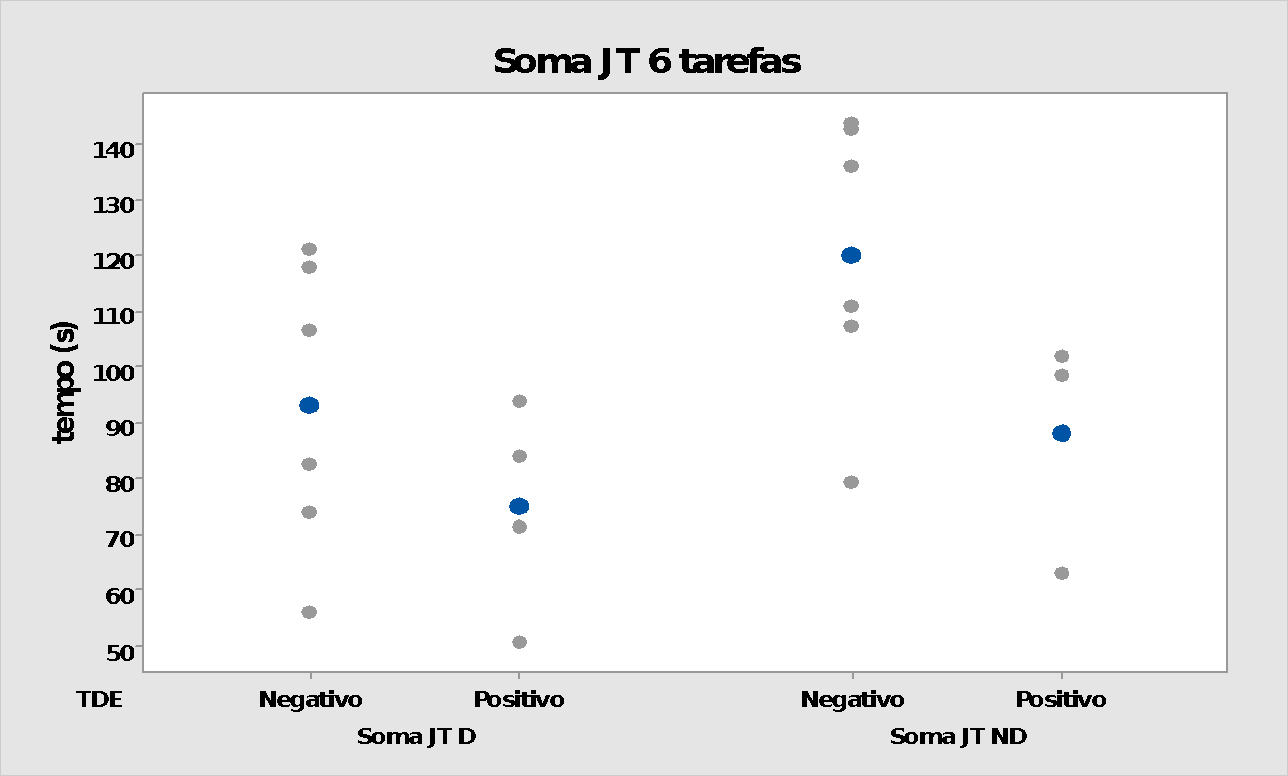 Soma JT 6 tarefas
tempo (s)
140
130
120
110
100
90
80
70
60
50
TDE Negativo Positivo Negativo Positivo
Soma JT D Soma JT ND